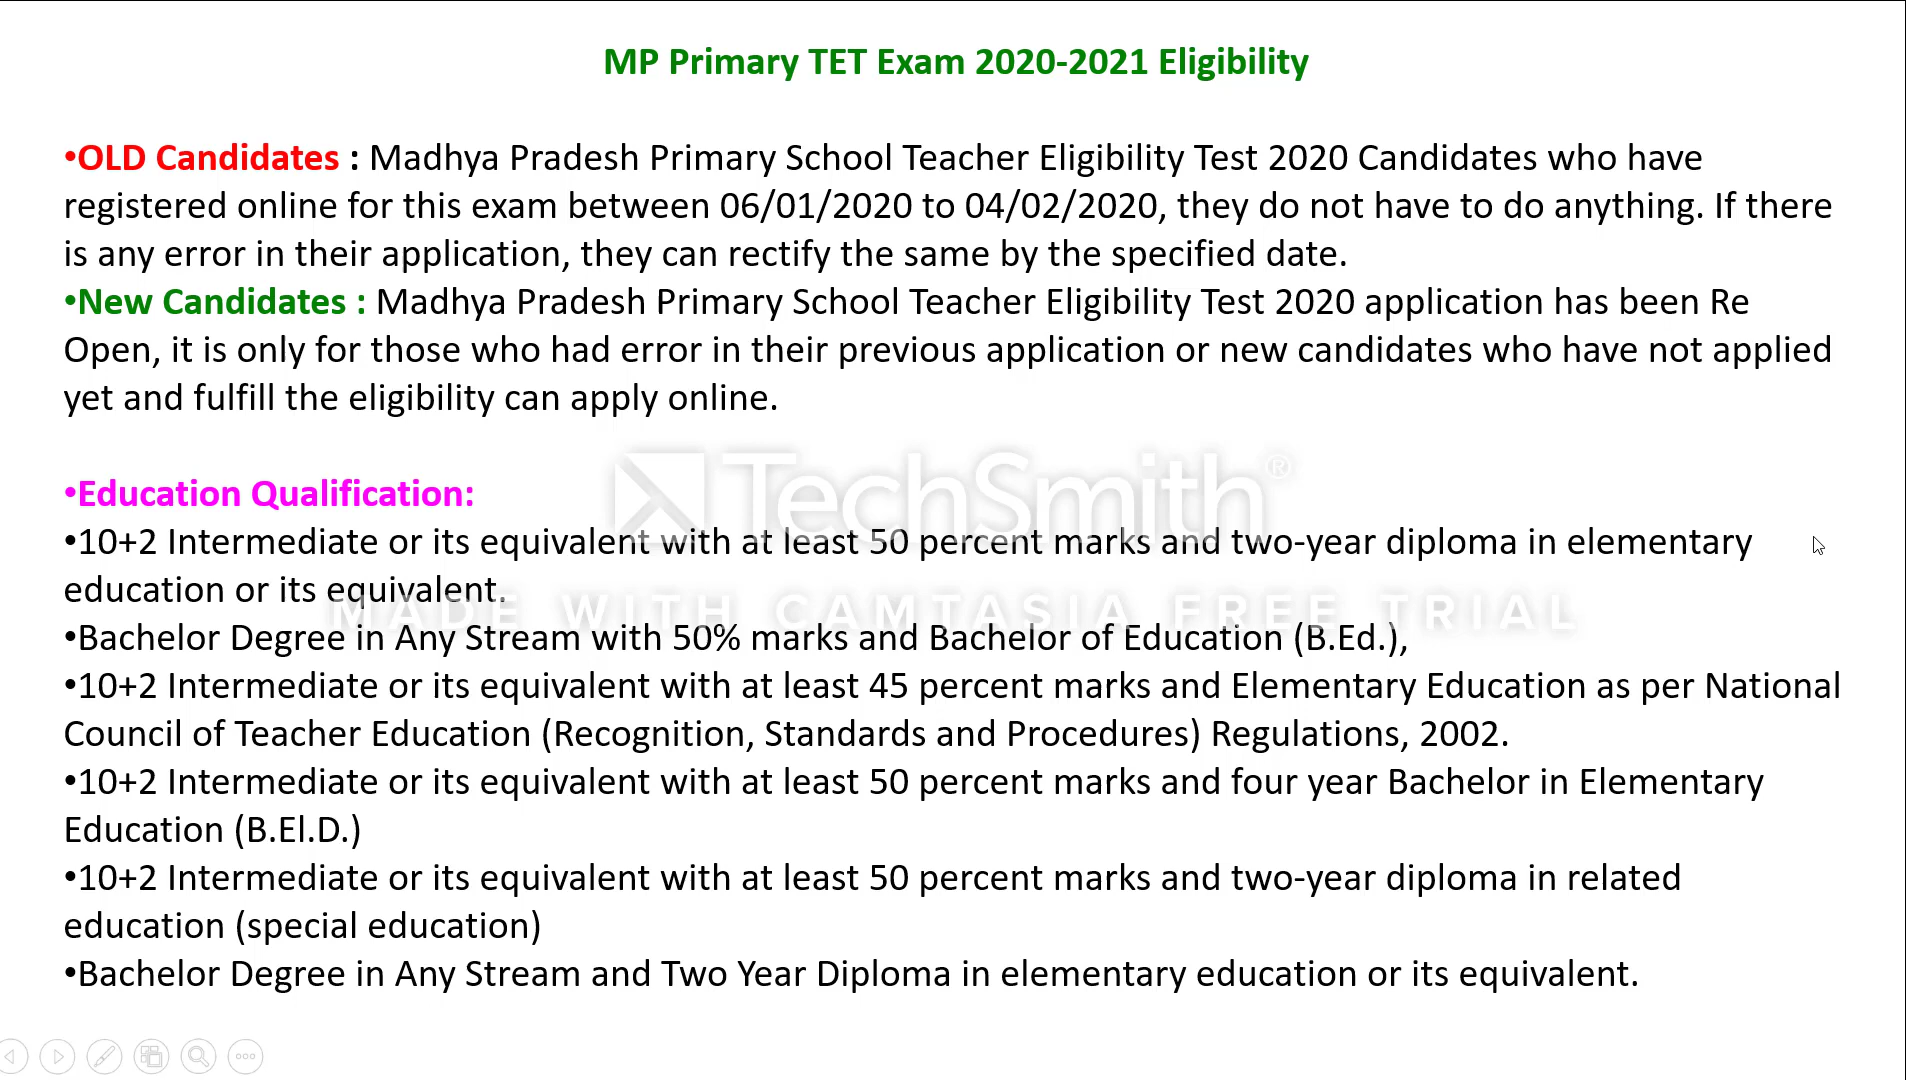 MP Primary TET Exam 2020-2021 Eligibility
•OLD Candidates : Madhya Pradesh Primary School Teacher Eligibility Test 2020 Candidates who have
registered online for this exam between 06/01/2020 to 04/02/2020, they do not have to do anything. If there
is any error in their application, they can rectify the same by the specified date.
•New Candidates : Madhya Pradesh Primary School Teacher Eligibility Test 2020 application has been Re
Open, it is only for those who had error in their previous application or new candidates who have not applied
yet and fulfill the eligibility can apply online.
TechSmith®
•Education Qualification:
•10+2 Intermediate or its equivalent with at least 50 percent marks and two-year diploma in elementary
education or its equivalent.
MADE WITH CAMTASIA FREE TRIAL
•Bachelor Degree in Any Stream with 50% marks and Bachelor of Education (B.Ed.),
•10+2 Intermediate or its equivalent with at least 45 percent marks and Elementary Education as per National
Council of Teacher Education (Recognition, Standards and Procedures) Regulations, 2002.
•10+2 Intermediate or its equivalent with at least 50 percent marks and four year Bachelor in Elementary
Education (B.El.D.)
•10+2 Intermediate or its equivalent with at least 50 percent marks and two-year diploma in related
education (special education)
•Bachelor Degree in Any Stream and Two Year Diploma in elementary education or its equivalent.